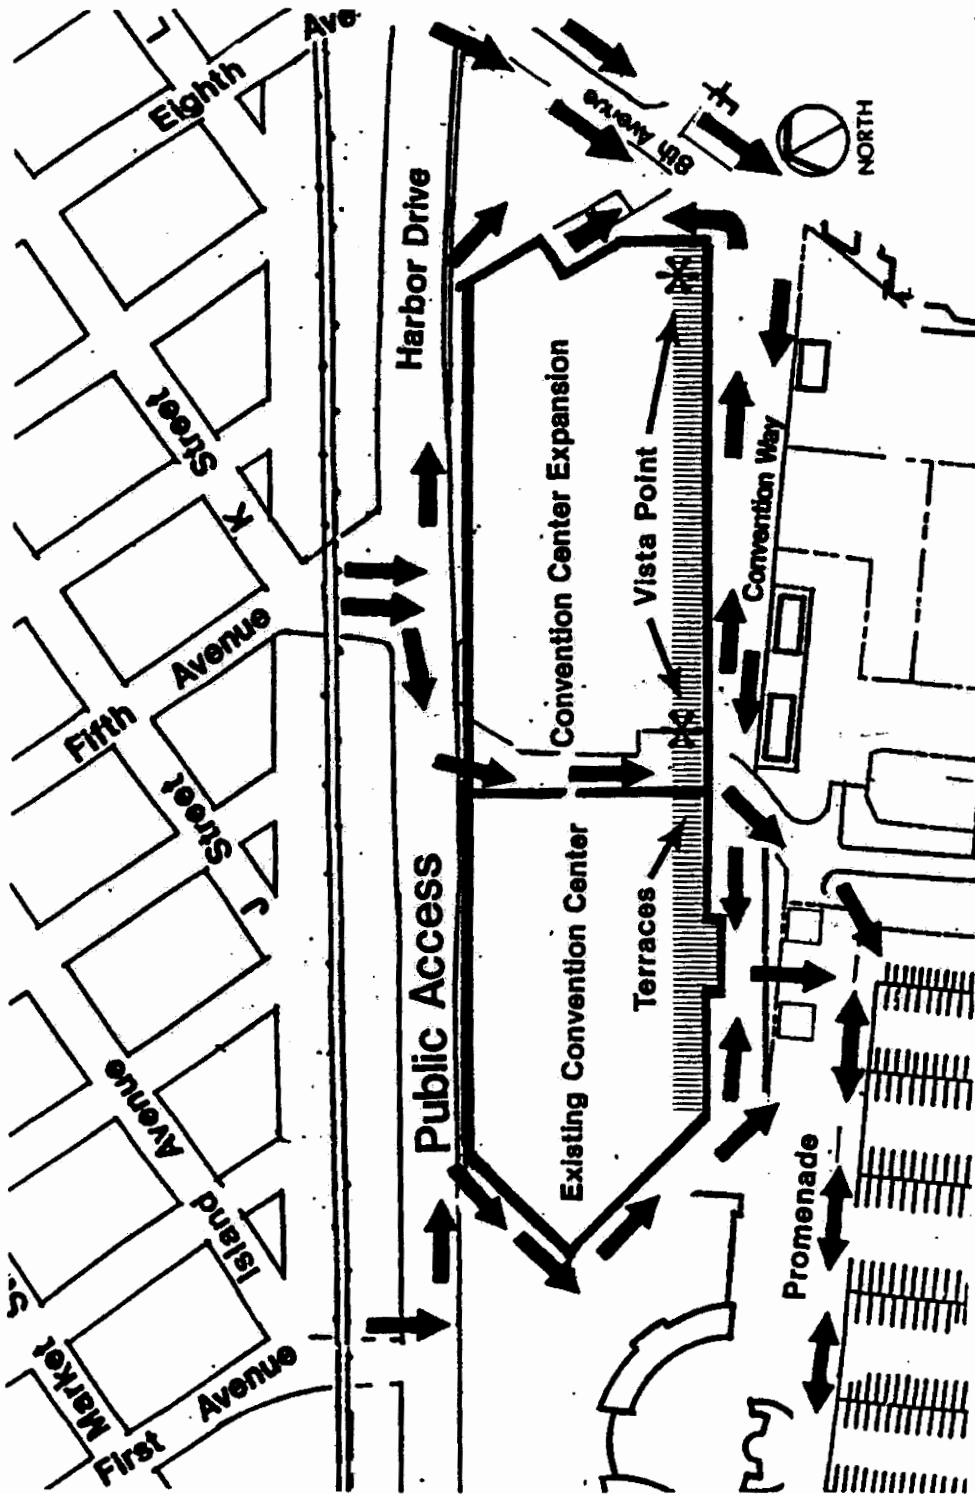 L
Eighth
Ave.
Street
K
Fifth
Avenue
Street
J
Avenue
Island
Market
First
Avenue
Harbor Drive
Public Access
8th Avenue
NORTH
Convention Center Expansion
Existing Convention Center
Vista Point
Terraces
Convention Way
Promenade